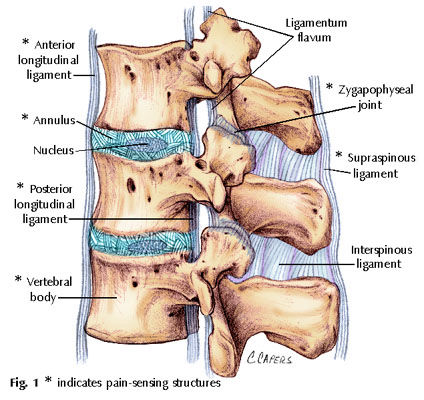 * Anterior
longitudinal
ligament
* Annulus
Nucleus
* Posterior
longitudinal
ligament
* Vertebral
body
Ligamentum
flavum
* Zygapophyseal
joint
* Supraspinous
ligament
Interspinous
ligament
C CAPERS
Fig. 1 * indicates pain-sensing structures